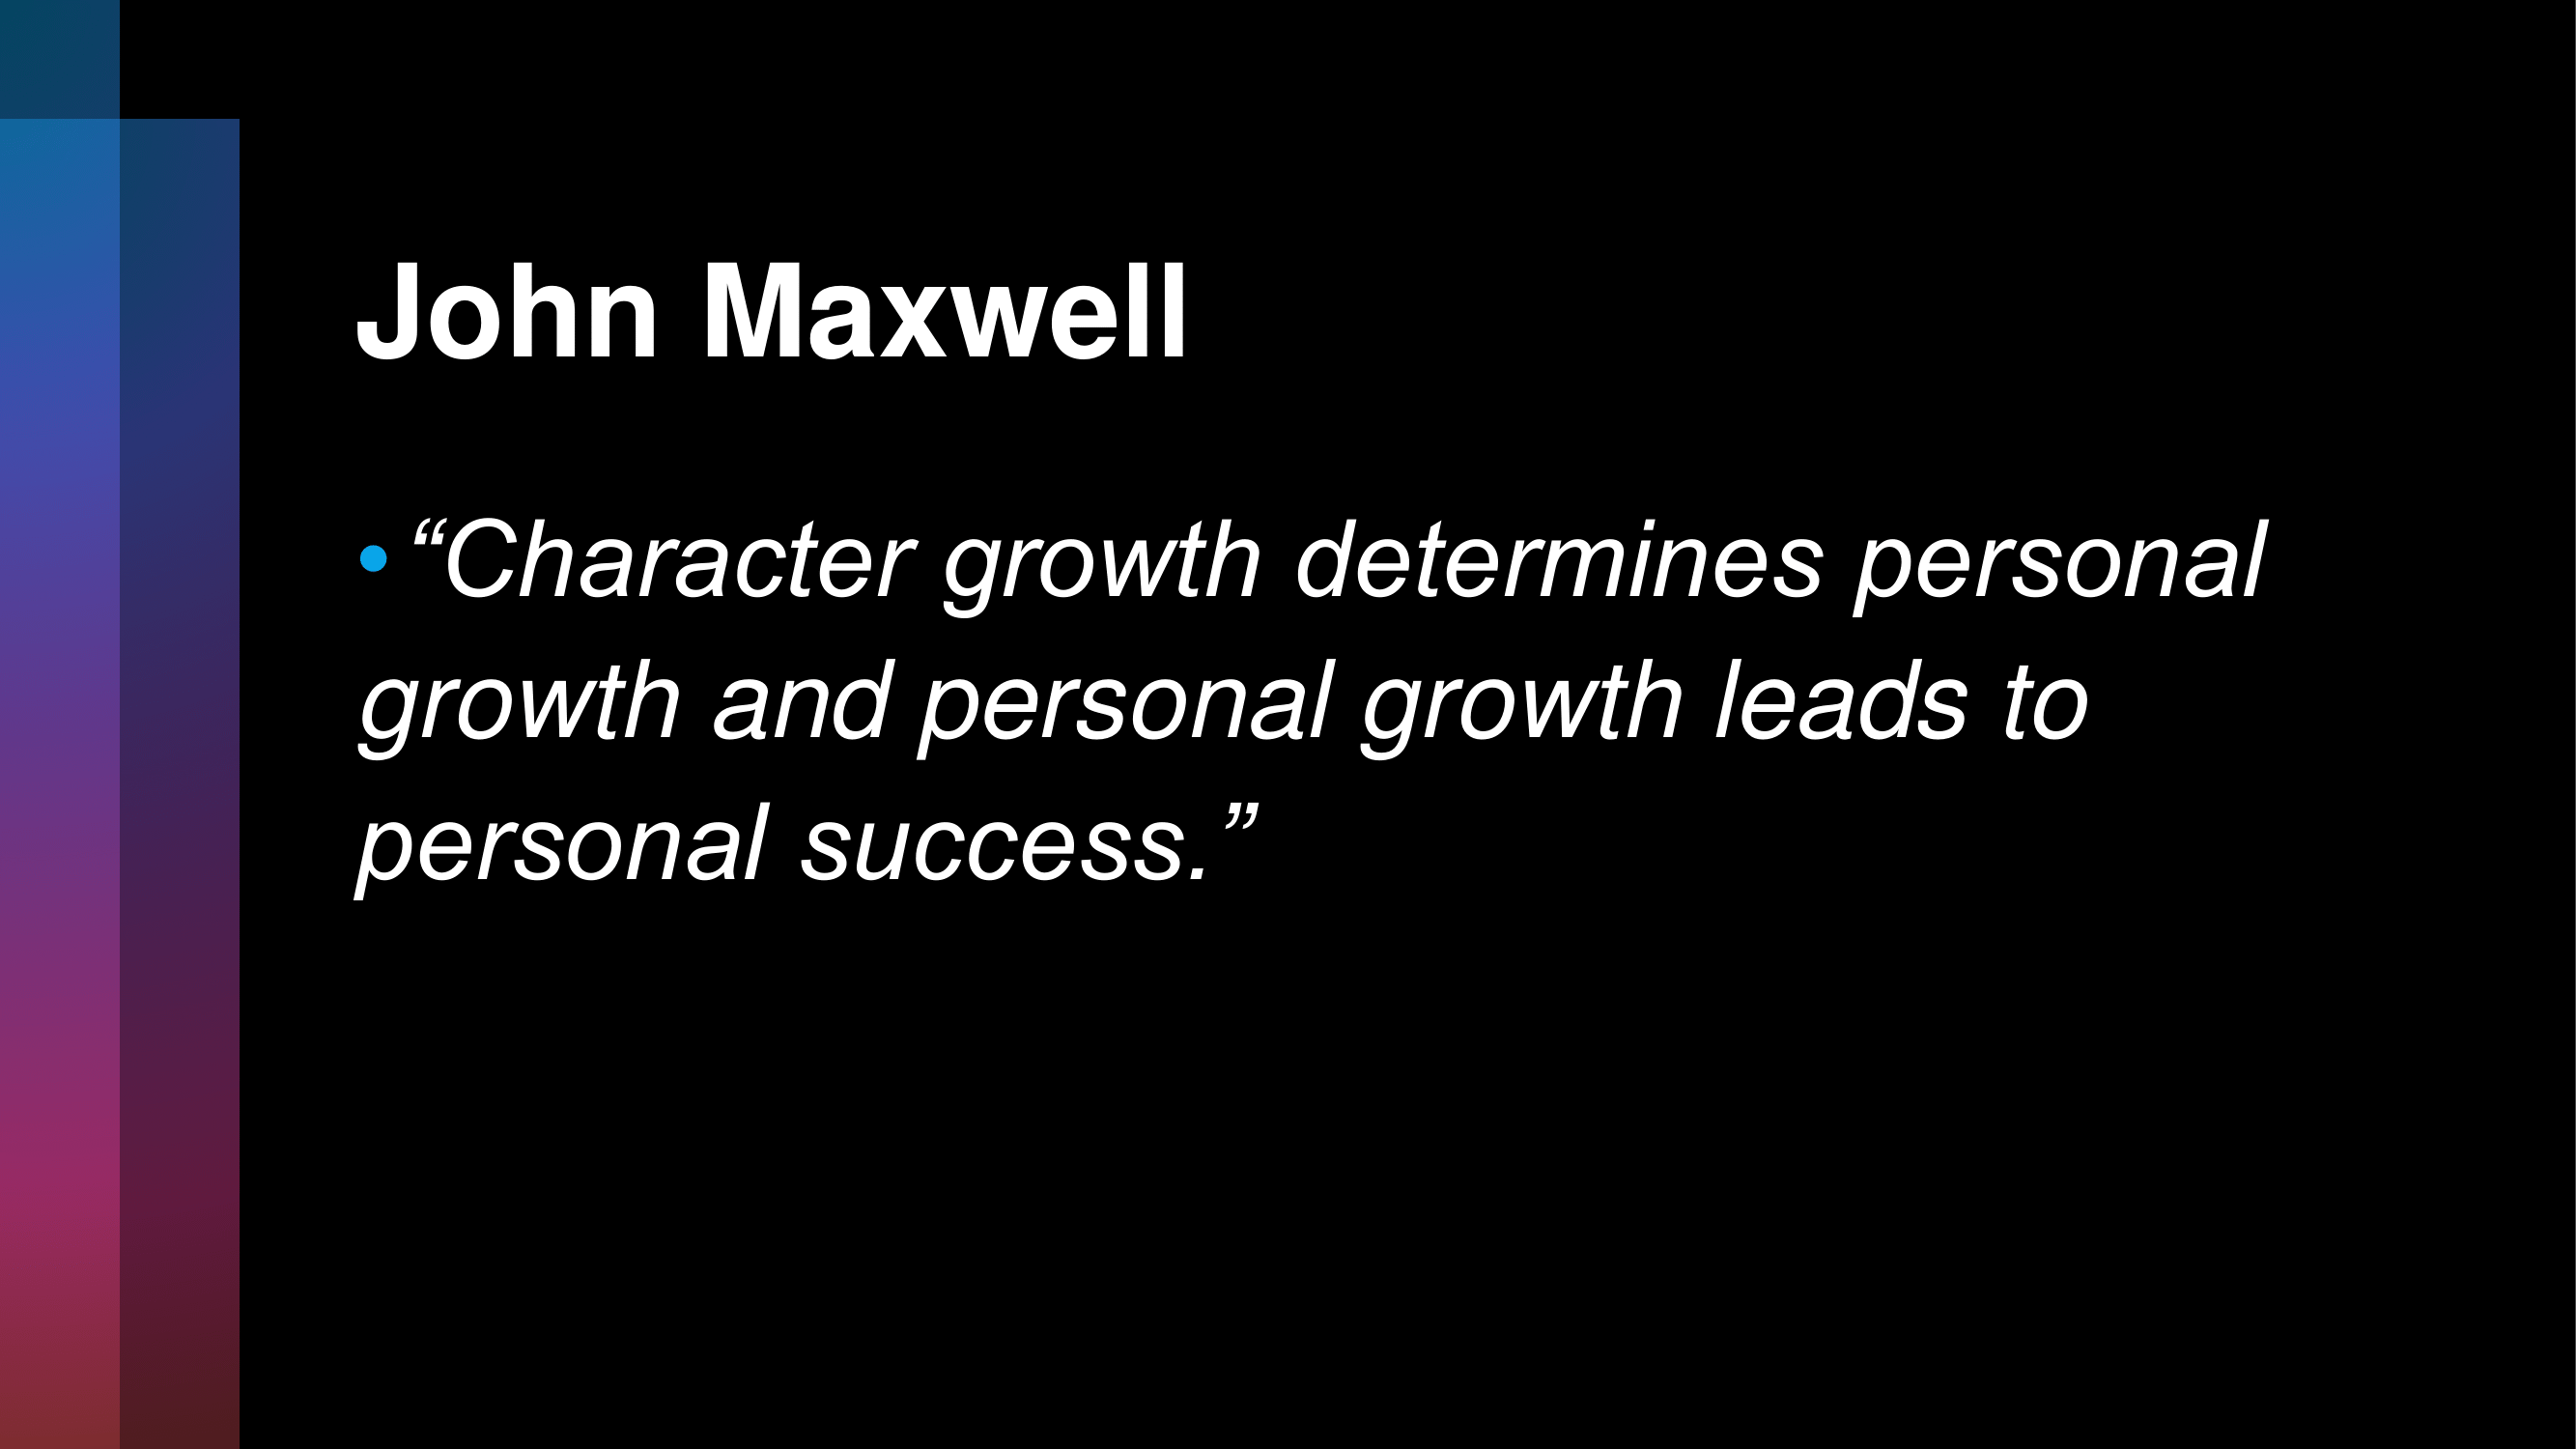 John Maxwell
• “Character growth determines personal
growth and personal growth leads to
personal success.”